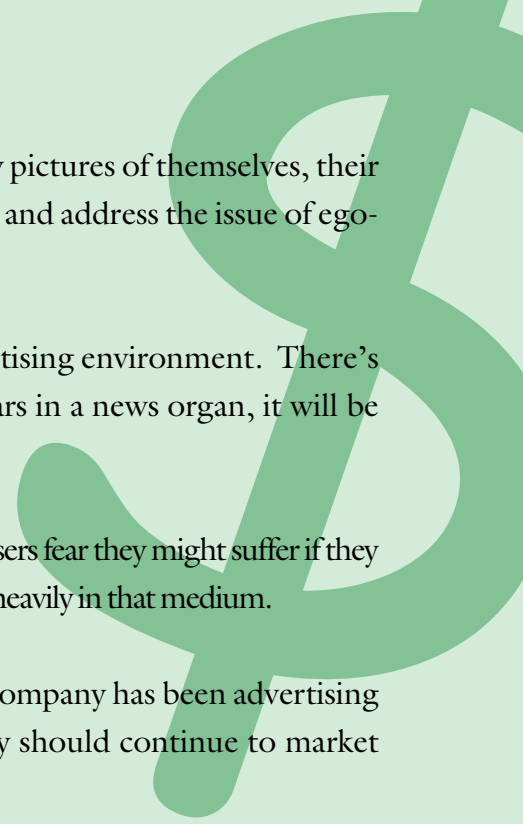 pictures of themselves, their
and address the issue of ego-
tising environment.  There's
ars in a news organ, it will be
sers fear they might suffer if they
heavily in that medium.
ompany has been advertising
y should continue to market